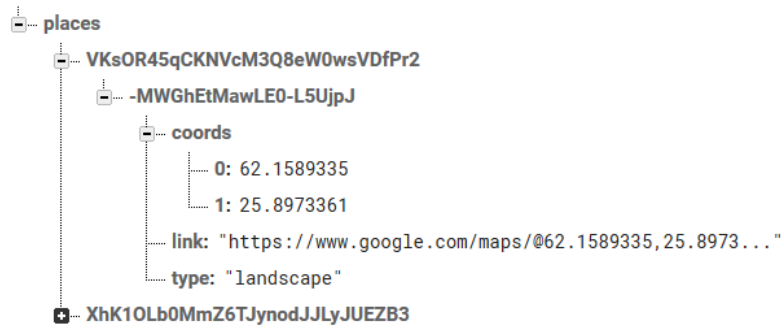 places
VKsOR45qCKNVcM3Q8eW0wsVDfPr2
-MWGhEtMawLE0-L5UjpJ
coords
0: 62.1589335
1: 25.8973361
link: "https://www.google.com/maps/@62.1589335,25.8973..."
type: "landscape"
XhK1OLb0MmZ6TJynodJJLyJUEZB3